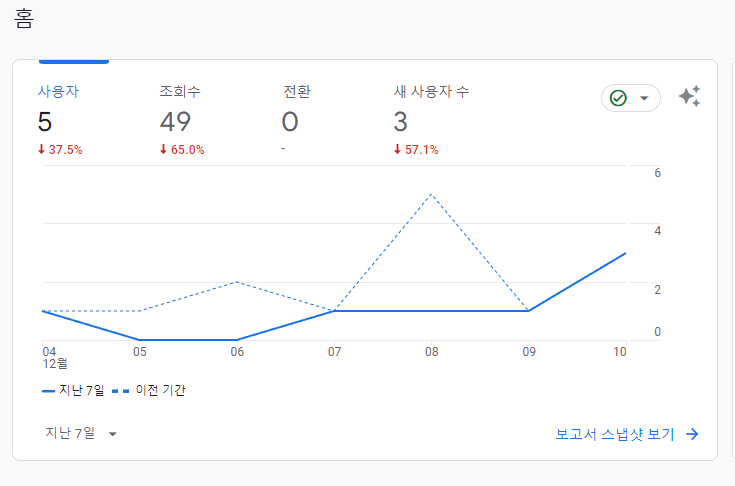 홈
사용자 조회수 전환 새 사용자 수
5 49 0 3
37.5% 65.0% - 57.1%
6
4
2
0
04 05 06 07 08 09 10
12월
지난 7일 이전 기간
지난 7일 보고서 스냅샷 보기